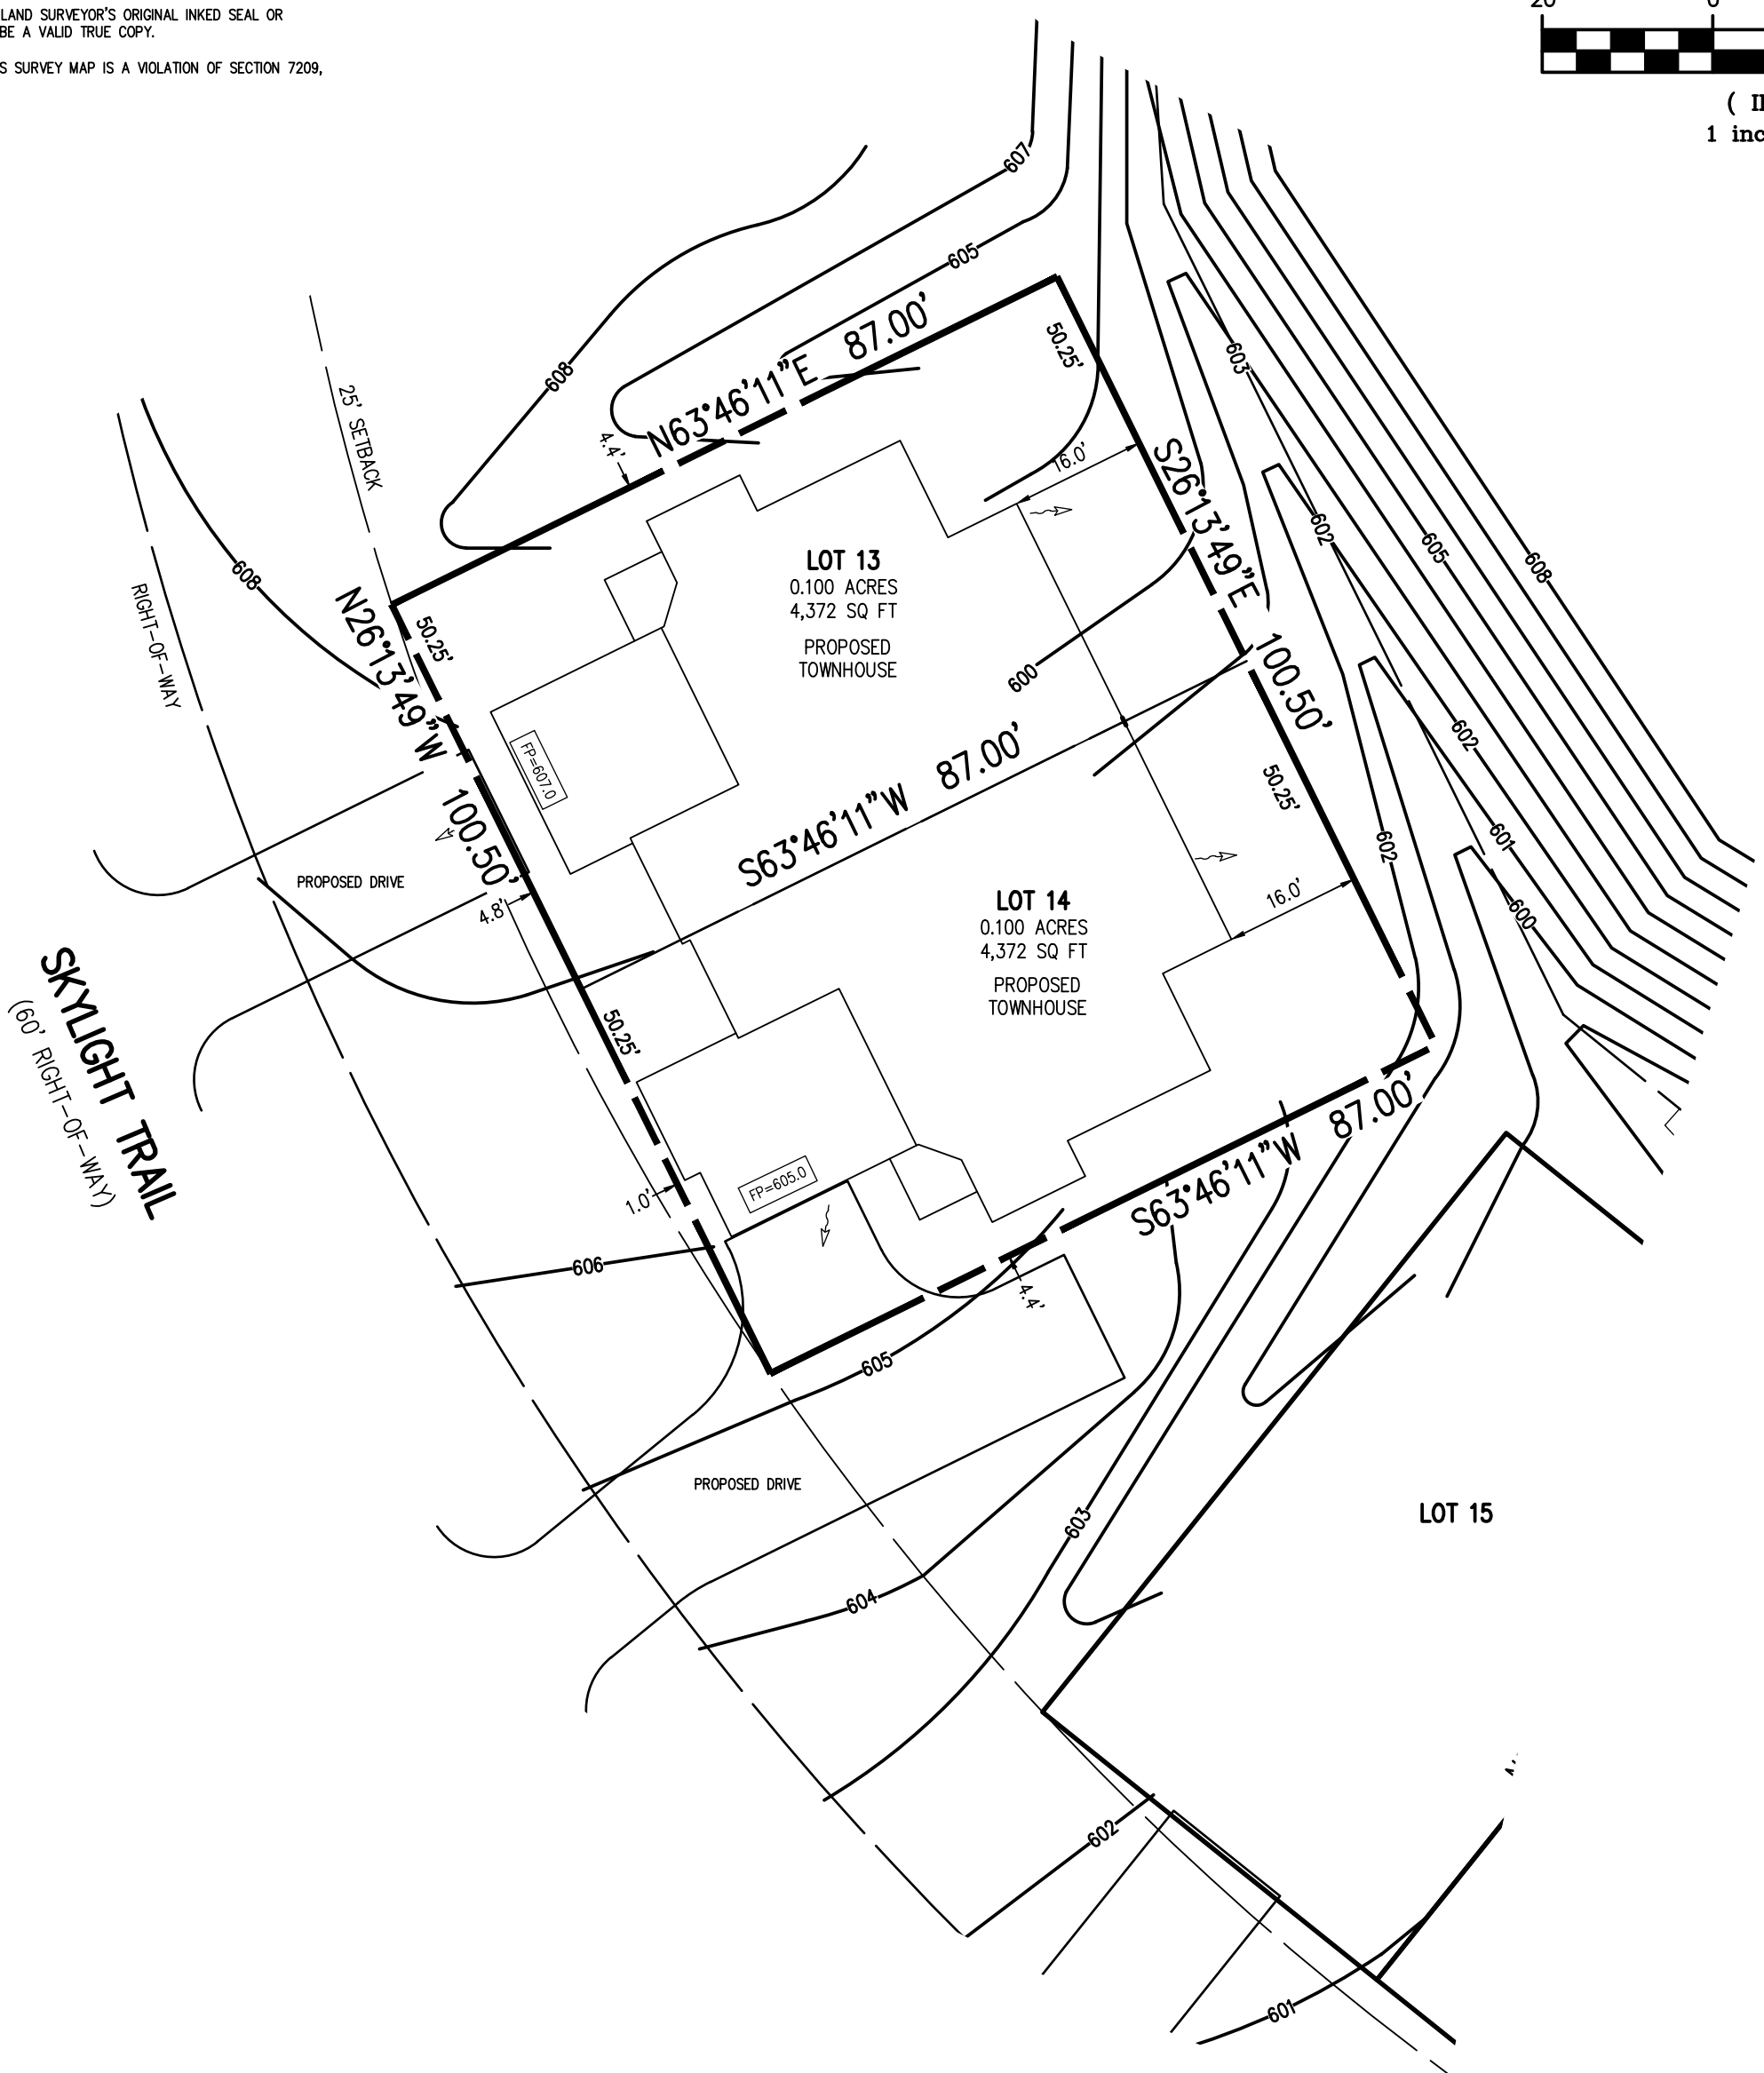 LAND SURVEYOR'S ORIGINAL INKED SEAL OR
BE A VALID TRUE COPY.
S SURVEY MAP IS A VIOLATION OF SECTION 7209,
20
0
1 inc
607
605
608
N63°46'11"E 87.00'
50.25'
603
25' SETBACK
4.4'
16.0'
S26°13'49"E 100.50'
602
605
608
608
RIGHT-OF-WAY
N26°13'49"W 100.50'
50.25'
LOT 13
0.100 ACRES
4,372 SQ FT
PROPOSED
TOWNHOUSE
600
FP=607.0
S63°46'11"W 87.00'
50.25'
602
602
601
600
PROPOSED DRIVE
4.8'
LOT 14
0.100 ACRES
4,372 SQ FT
PROPOSED
TOWNHOUSE
16.0'
SKYLIGHT TRAIL
(60' RIGHT-OF-WAY)
50.25'
FP=605.0
1.0'
S63°46'11"W 87.00'
606
4.4'
605
PROPOSED DRIVE
603
LOT 15
604
602
601